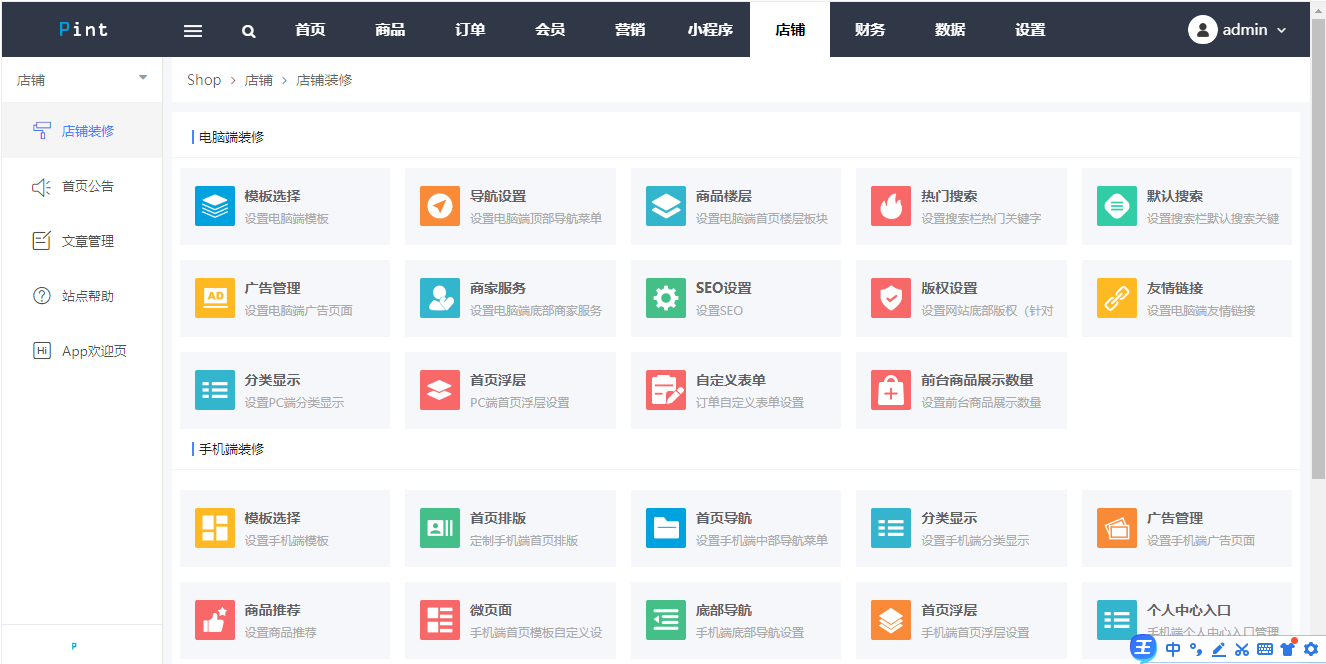 Pint
首页 商品 订单 会员 营销 小程序 店铺 财务 数据 设置
admin
店铺
Shop > 店铺 > 店铺装修
店铺装修
首页公告
文章管理
站点帮助
Hi App欢迎页
P
电脑端装修
模板选择
设置电脑端模板
导航设置
设置电脑端顶部导航菜单
商品楼层
设置电脑端首页楼层板块
热门搜索
设置搜索栏热门关键字
默认搜索
设置搜索栏默认搜索关键
AD
广告管理
设置电脑端广告页面
商家服务
设置电脑端底部商家服务
SEO设置
设置SEO
版权设置
设置网站底部版权（针对
友情链接
设置电脑端友情链接
分类显示
设置PC端分类显示
首页浮层
PC端首页浮层设置
自定义表单
订单自定义表单设置
前台商品展示数量
设置前台商品展示数量
手机端装修
模板选择
设置手机端模板
首页排版
定制手机端首页排版
首页导航
设置手机端中部导航菜单
分类显示
设置手机端分类显示
广告管理
设置手机端广告页面
商品推荐
设置商品推荐
微页面
手机端首页模板自定义设
底部导航
手机端底部导航设置
首页浮层
手机端首页浮层设置
个人中心入口
手机端个人中心入口管理
王 中